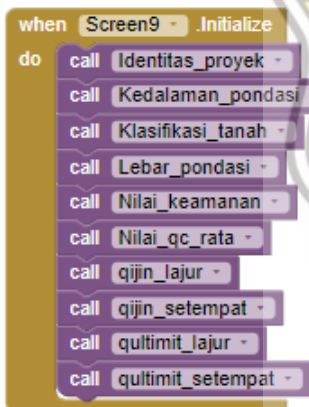 when Screen9 .Initialize
do call Identitas_proyek
call Kedalaman_pondasi
call Klasifikasi_tanah
call Lebar_pondasi
call Nilai_keamanan
call Nilai_qc_rata
call qijin_lajur
call qijin_setempat
call qultimit_lajur
call qultimit_setempat